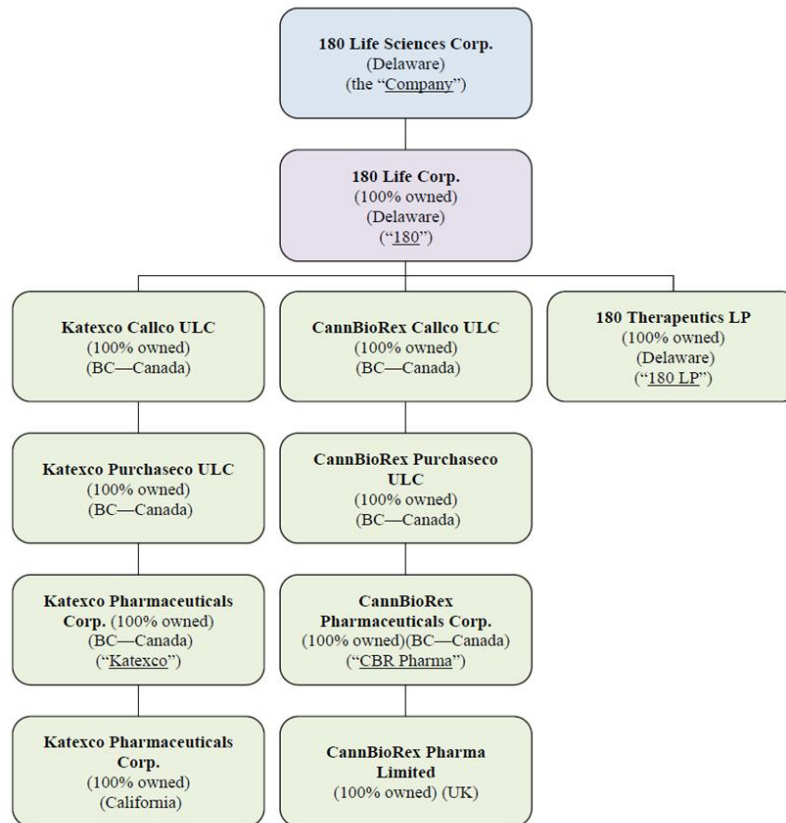 180 Life Sciences Corp.
(Delaware)
(the “Company”)
180 Life Corp.
(100% owned)
(Delaware)
(“180”)
Katexco Callco ULC
(100% owned)
(BC—Canada)
CannBioRex Callco ULC
(100% owned)
(BC—Canada)
180 Therapeutics LP
(100% owned)
(Delaware)
(“180 LP”)
Katexco Purchaseco ULC
(100% owned)
(BC—Canada)
CannBioRex Purchaseco
ULC
(100% owned)
(BC—Canada)
Katexco Pharmaceuticals
Corp. (100% owned)
(BC—Canada)
(“Katexco”)
CannBioRex
Pharmaceuticals Corp.
(100% owned)(BC—Canada)
(“CBR Pharma”)
Katexco Pharmaceuticals
Corp.
(100% owned)
(California)
CannBioRex Pharma
Limited
(100% owned) (UK)